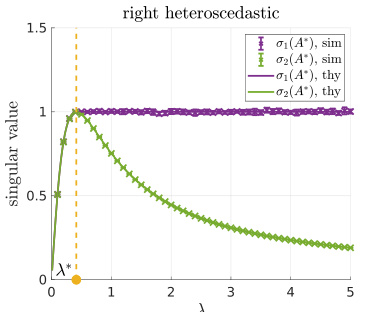 right heteroscedastic
σ₁(A*), sim
σ₂(A*), sim
σ₁(A*), thy
σ₂(A*), thy
singular value
1.5
1
0.5
0
λ*
0 1 2 3 4 5
λ